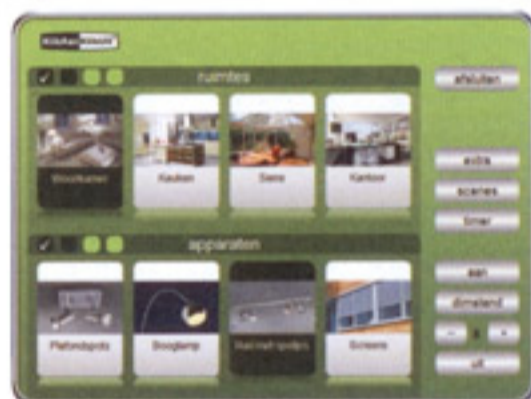 ruimtes
afsluiten
Woonkamer
Keuken
Serre
Kantoor
extra
scenes
timer
apparaten
aan
dimstand
Plafondspots
Booglamp
Screens
- +
uit